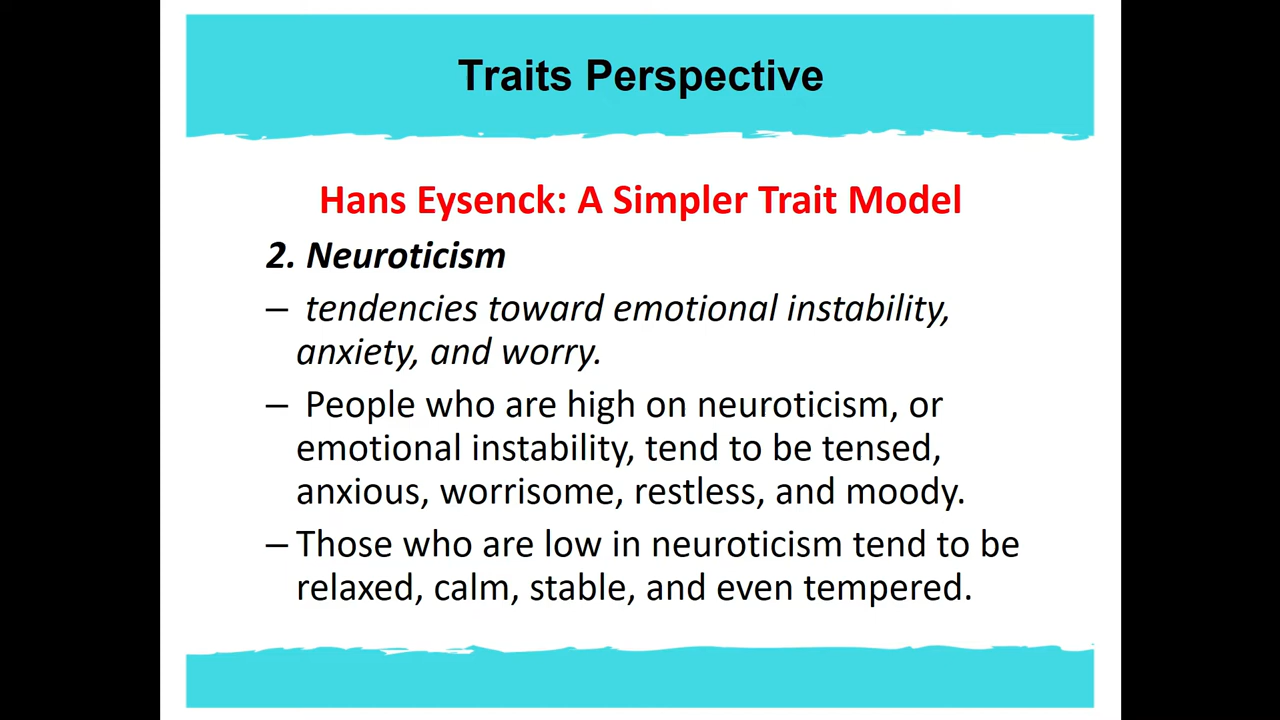 Traits Perspective
Hans Eysenck: A Simpler Trait Model
2. Neuroticism
– tendencies toward emotional instability,
anxiety, and worry.
– People who are high on neuroticism, or
emotional instability, tend to be tensed,
anxious, worrisome, restless, and moody.
– Those who are low in neuroticism tend to be
relaxed, calm, stable, and even tempered.